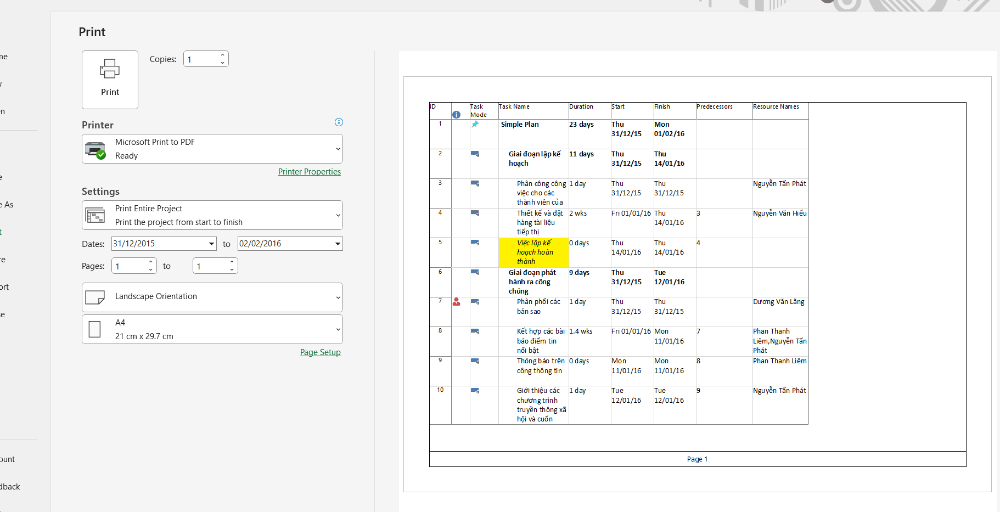 Print
Print
Copies:
1
Printer
Microsoft Print to PDF
Ready
Printer Properties
Settings
Print Entire Project
Print the project from start to finish
Dates:
31/12/2015
to
02/02/2016
Pages:
1
to
1
Landscape Orientation
A4
21 cm x 29.7 cm
Page Setup
me
e As
ort
ount
dback
ID
Task
Mode
Task Name
Duration
Start
Finish
Predecessors
Resource Names
1
Simple Plan
23 days
Thu
31/12/15
Mon
01/02/16
2
Giai đoạn lập kế
hoạch
11 days
Thu
31/12/15
Thu
14/01/16
3
Phân công công
việc cho các
thành viên của
1 day
Thu
31/12/15
Thu
31/12/15
Nguyễn Tấn Phát
4
Thiết kế và đặt
hàng tài liệu
tiếp thị
2 wks
Fri 01/01/16
Thu
14/01/16
3
Nguyễn Văn Hiếu
5
Việc lập kế
hoạch hoàn
thành
0 days
Thu
14/01/16
Thu
14/01/16
4
6
Giai đoạn phát
hành ra công
chúng
9 days
Thu
31/12/15
Tue
12/01/16
7
Phân phối các
bản sao
1 day
Thu
31/12/15
Thu
31/12/15
Dương Văn Lăng
8
Kết hợp các bài
báo điểm tin
nổi bật
1.4 wks
Fri 01/01/16
Mon
11/01/16
7
Phan Thanh
Liêm,Nguyễn Tấn
Phát
9
Thông báo trên
công thông tin
0 days
Mon
11/01/16
Mon
11/01/16
8
Phan Thanh Liêm
10
Giới thiệu các
chương trình
truyền thông xã
hội và cuốn
1 day
Tue
12/01/16
Tue
12/01/16
9
Nguyễn Tấn Phát
Page 1